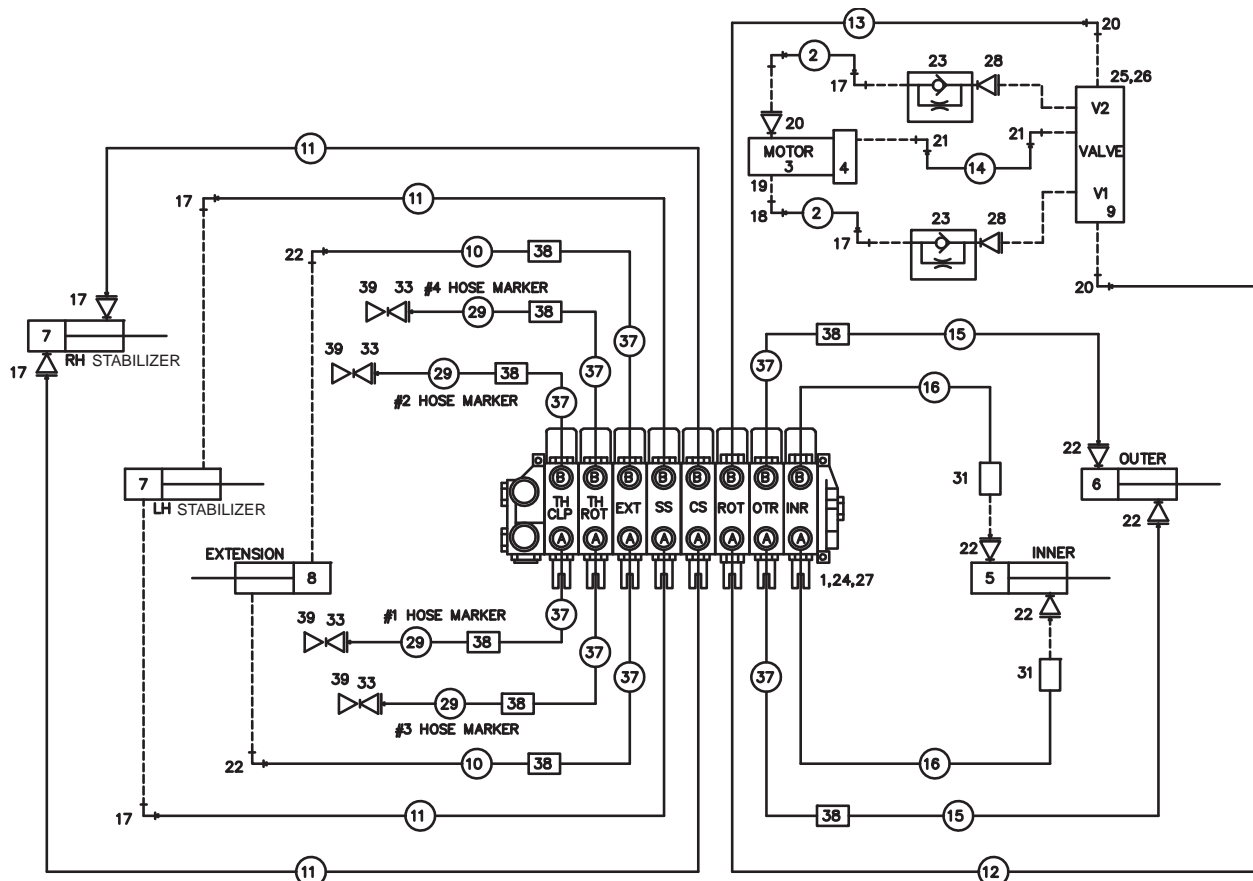 13
20
2
23
28
25,26
17
V2
20
21
21
VALVE
11
MOTOR
3
4
14
19
V1
17
11
18
2
23
28
9
17
22
10
38
20
39
33
#4 HOSE MARKER
17
29
38
7
38
15
RH STABILIZER
39
33
37
37
17
29
38
37
16
#2 HOSE MARKER
37
22
OUTER
B
B
B
B
B
B
B
B
31
6
7
TH CLP
TH ROT
EXT
SS
CS
ROT
OTR
INR
LH STABILIZER
22
A
A
A
A
A
A
A
A
EXTENSION
22
INNER
8
5
1,24,27
39
33
#1 HOSE MARKER
37
22
29
38
37
39
33
37
37
31
29
38
#3 HOSE MARKER
22
10
38
16
17
11
38
15
11
12